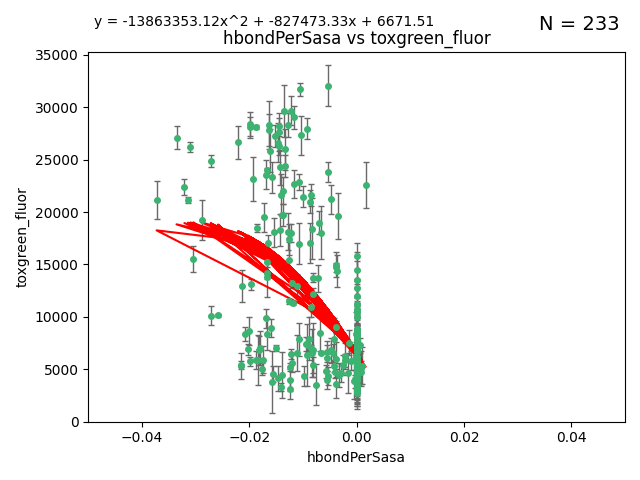 y = -13863353.12x^2 + -827473.33x + 6671.51
N = 233
hbondPerSasa vs toxgreen_fluor
toxgreen_fluor
35000
30000
25000
20000
15000
10000
5000
0
−0.04
−0.02
0.00
0.02
0.04
hbondPerSasa